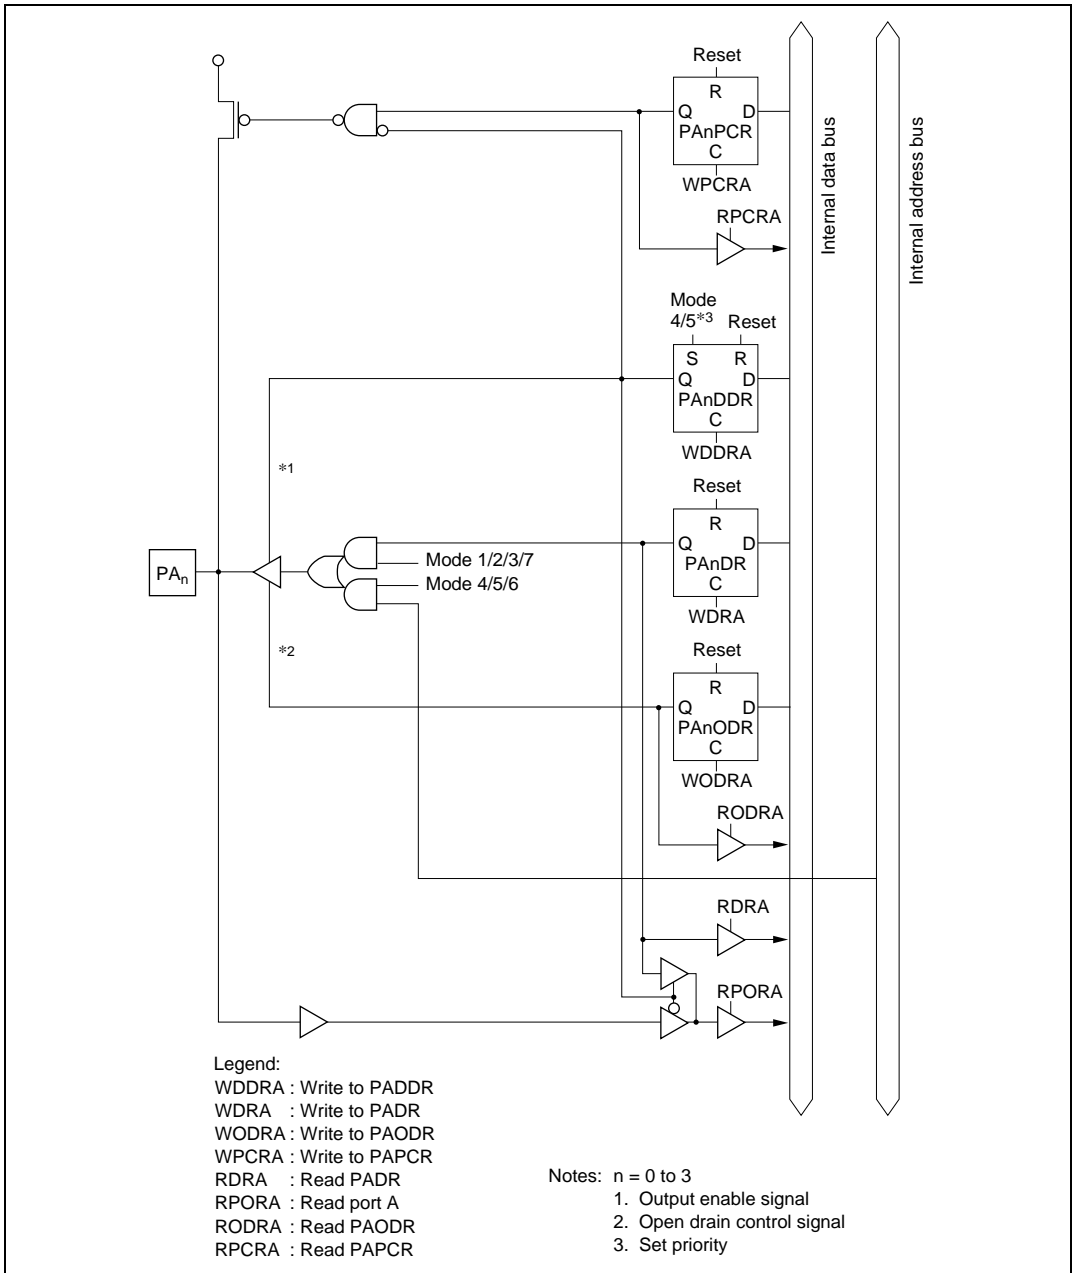 Reset
R
Q D
PAnPCR
C
WPCRA
RPCRA
Internal data bus
Internal address bus
Mode
4/5*3 Reset
S R
Q D
PAnDDR
C
WDDRA
*1
Reset
R
Q D
PAnDR
C
WDRA
Mode 1/2/3/7
Mode 4/5/6
PAn
*2
Reset
R
Q D
PAnODR
C
WODRA
RODRA
RDRA
RPORA
Legend:
WDDRA : Write to PADDR
WDRA : Write to PADR
WODRA : Write to PAODR
WPCRA : Write to PAPCR
RDRA : Read PADR
RPORA : Read port A
RODRA : Read PAODR
RPCRA : Read PAPCR
Notes: n = 0 to 3
1. Output enable signal
2. Open drain control signal
3. Set priority